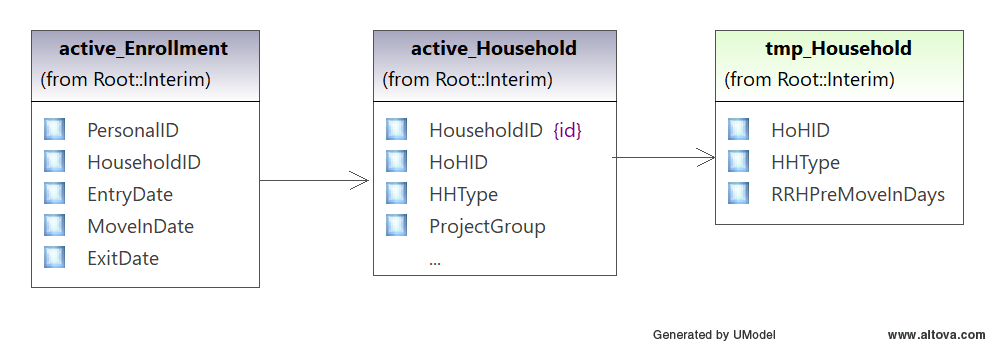 active_Enrollment
(from Root::Interim)
PersonalID
HouseholdID
EntryDate
MoveInDate
ExitDate
active_Household
(from Root::Interim)
HouseholdID {id}
HoHID
HHType
ProjectGroup
...
tmp_Household
(from Root::Interim)
HoHID
HHType
RRHPreMoveInDays
Generated by UModel
www.altova.com